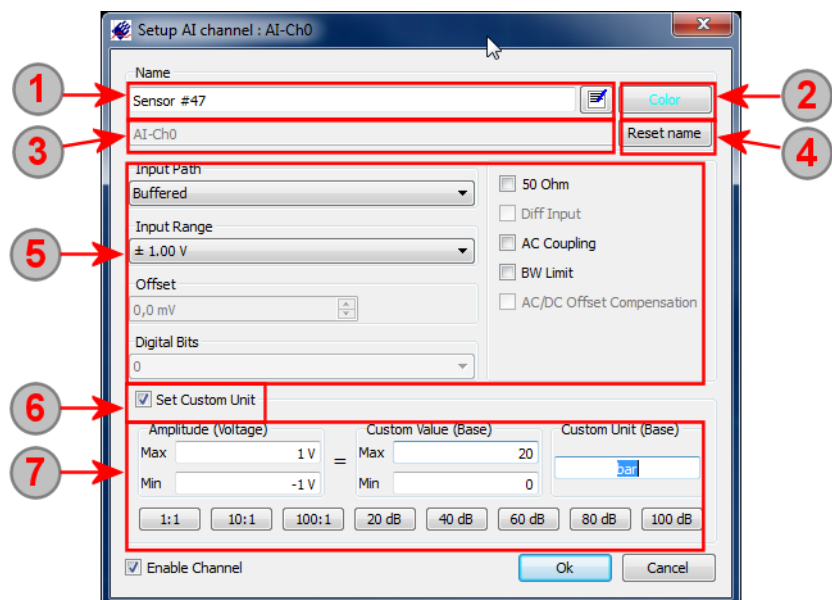 Setup AI channel : AI-Ch0
Name
1
Sensor #47
Color
2
3
AI-Ch0
Reset name
4
Input Path
Buffered
50 Ohm
Diff Input
Input Range
5
± 1.00 V
AC Coupling
BW Limit
Offset
0,0 mV
AC/DC Offset Compensation
Digital Bits
0
6
Set Custom Unit
7
Amplitude (Voltage)
Custom Value (Base)
Custom Unit (Base)
Max
1 V
=
Max
20
bar
Min
-1 V
Min
0
1:1
10:1
100:1
20 dB
40 dB
60 dB
80 dB
100 dB
Enable Channel
Ok
Cancel